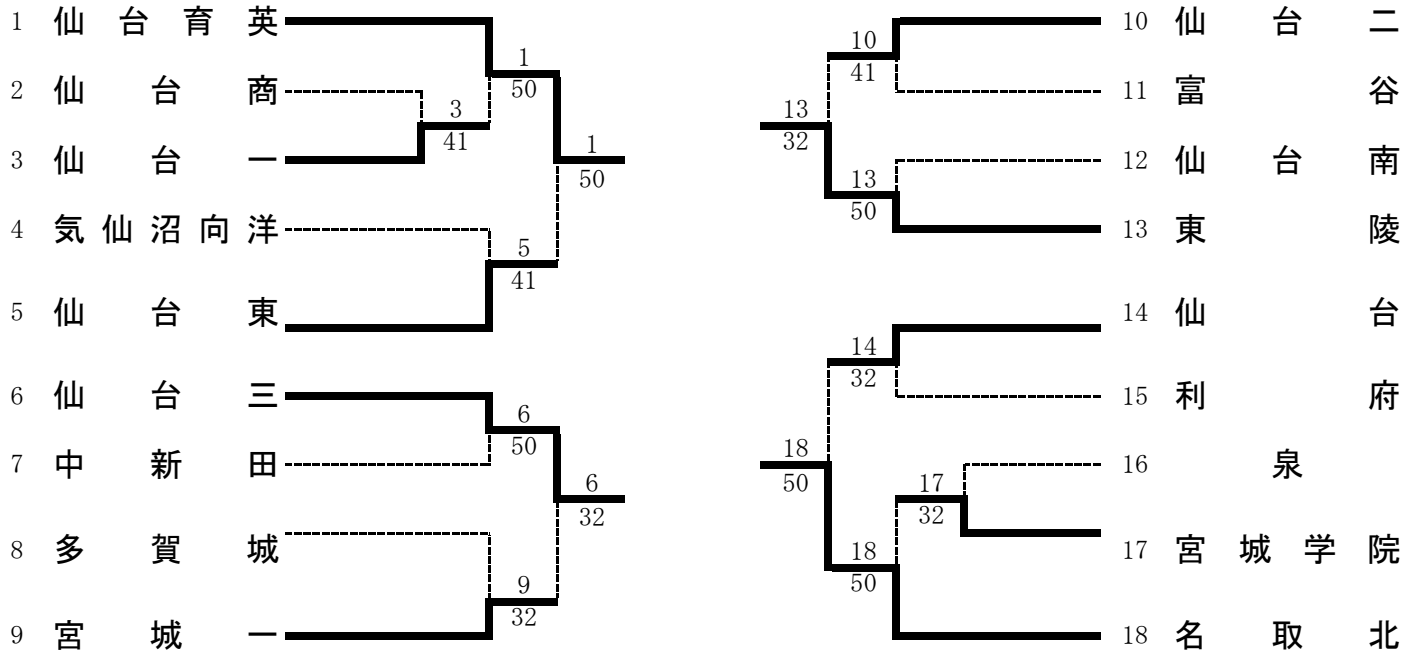 1 仙台育英
2 仙台商
3 仙台一
4 気仙沼向洋
5 仙台東
6 仙台三
7 中新田
8 多賀城
9 宮城一
3
41
1
50
5
41
1
50
6
50
9
32
6
32
10
41
13
50
13
32
14
32
17
32
18
50
18
50
10 仙台二
11 富谷
12 仙台南
13 東陵
14 仙台
15 利府
16 泉
17 宮城学院
18 名取北